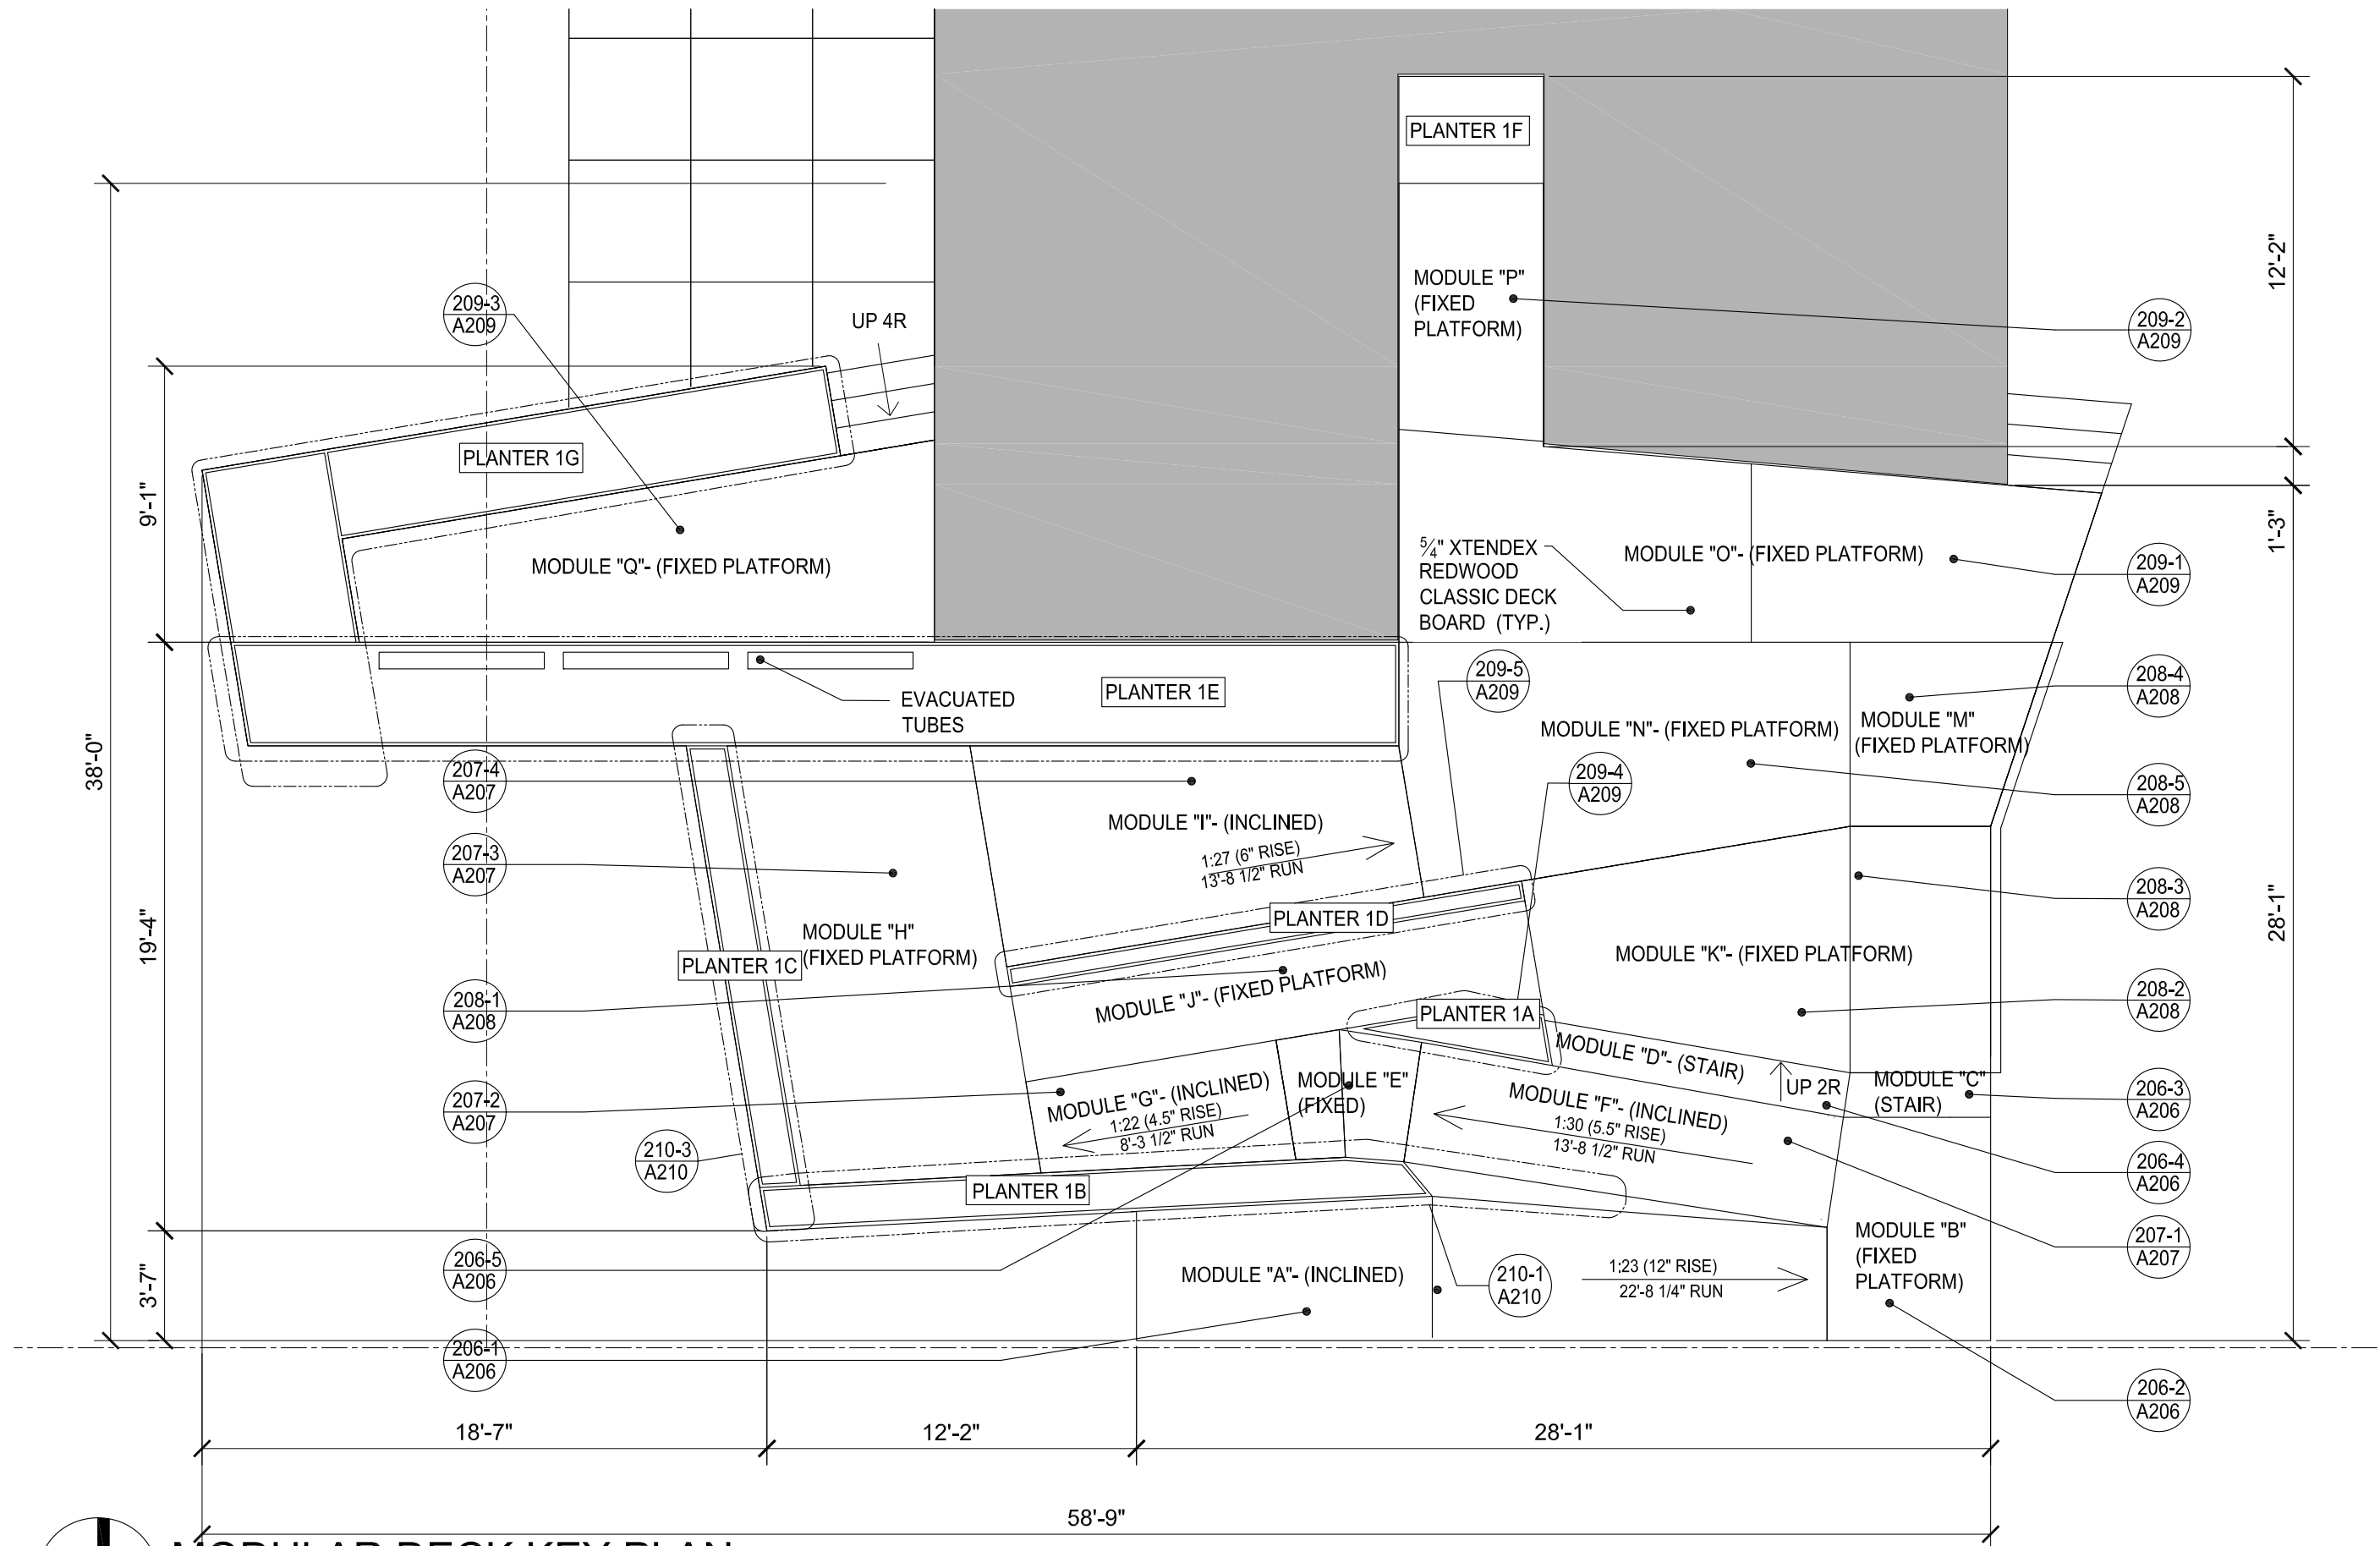 PLANTER 1F
12'-2"
MODULE "P"
(FIXED
PLATFORM)
209-3
A209
UP 4R
209-2
A209
PLANTER 1G
9'-1"
MODULE "Q"- (FIXED PLATFORM)
5/4" XTENDEX
REDWOOD
CLASSIC DECK
BOARD (TYP.)
MODULE "O"- (FIXED PLATFORM)
1'-3"
209-1
A209
EVACUATED
TUBES
PLANTER 1E
209-5
A209
208-4
A208
MODULE "N"- (FIXED PLATFORM)
MODULE "M"
(FIXED PLATFORM)
38'-0"
207-4
A207
209-4
A209
208-5
A208
MODULE "I"- (INCLINED)
1:27 (6" RISE)
13'-8 1/2" RUN
207-3
A207
208-3
A208
19'-4"
MODULE "H"
(FIXED PLATFORM)
PLANTER 1D
28'-1"
PLANTER 1C
MODULE "K"- (FIXED PLATFORM)
208-1
A208
MODULE "J"- (FIXED PLATFORM)
PLANTER 1A
208-2
A208
MODULE "D"- (STAIR)
207-2
A207
MODULE "G"- (INCLINED)
1:22 (4.5" RISE)
8'-3 1/2" RUN
MODULE "E"
(FIXED)
MODULE "F"- (INCLINED)
1:30 (5.5" RISE)
13'-8 1/2" RUN
UP 2R
MODULE "C"
(STAIR)
206-3
A206
210-3
A210
206-4
A206
PLANTER 1B
3'-7"
206-5
A206
MODULE "A"- (INCLINED)
210-1
A210
1:23 (12" RISE)
22'-8 1/4" RUN
MODULE "B"
(FIXED
PLATFORM)
207-1
A207
206-1
A206
206-2
A206
18'-7"
12'-2"
28'-1"
58'-9"
MODULAR DECK KEY PLAN